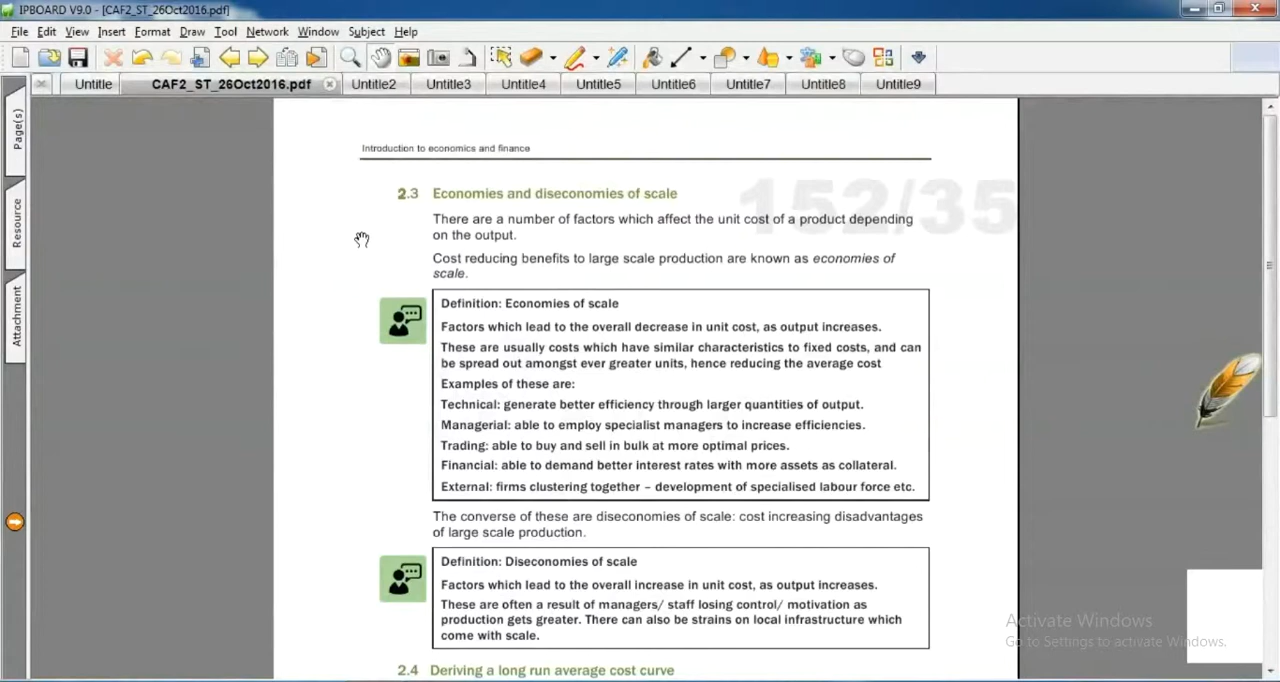 IPBOARD V9.0 - [CAF2_ST_26Oct2016.pdf]
File Edit View Insert Format Draw Tool Network Window Subject Help
Untitle CAF2_ST_26Oct2016.pdf Untitle2 Untitle3 Untitle4 Untitle5 Untitle6 Untitle7 Untitle8 Untitle9
Page(s)
Resource
Attachment
Introduction to economics and finance
152/35
2.3 Economies and diseconomies of scale
There are a number of factors which affect the unit cost of a product depending
on the output.
Cost reducing benefits to large scale production are known as economies of
scale.
Definition: Economies of scale
Factors which lead to the overall decrease in unit cost, as output increases.
These are usually costs which have similar characteristics to fixed costs, and can
be spread out amongst ever greater units, hence reducing the average cost
Examples of these are:
Technical: generate better efficiency through larger quantities of output.
Managerial: able to employ specialist managers to increase efficiencies.
Trading: able to buy and sell in bulk at more optimal prices.
Financial: able to demand better interest rates with more assets as collateral.
External: firms clustering together – development of specialised labour force etc.
The converse of these are diseconomies of scale: cost increasing disadvantages
of large scale production.
Definition: Diseconomies of scale
Factors which lead to the overall increase in unit cost, as output increases.
These are often a result of managers/ staff losing control/ motivation as
production gets greater. There can also be strains on local infrastructure which
come with scale.
Activate Windows
Go to Settings to activate Windows.
2.4 Deriving a long run average cost curve